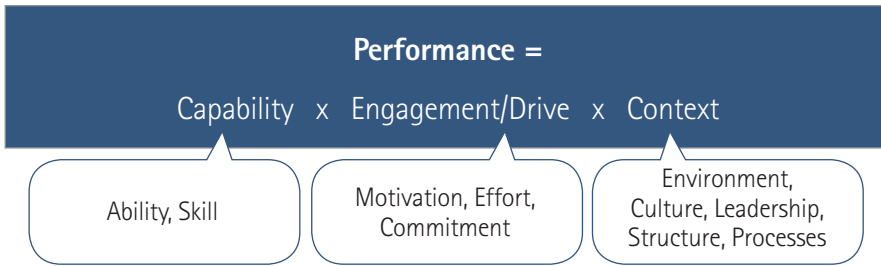 Performance =
Capability x Engagement/Drive x Context
Ability, Skill
Motivation, Effort,
Commitment
Environment,
Culture, Leadership,
Structure, Processes